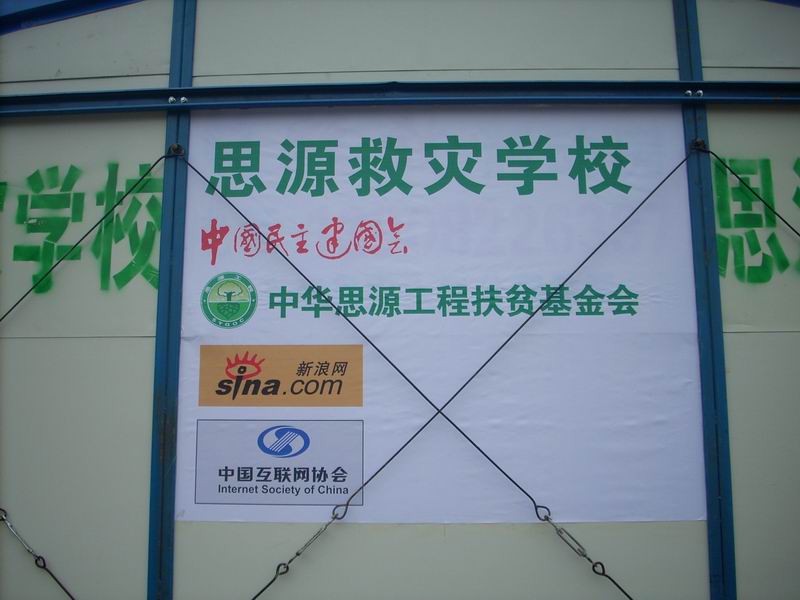 思源救灾学校
中國民主建國会
中华思源工程扶贫基金会
新浪网
sina.com
中国互联网协会
Internet Society of China
学校
思